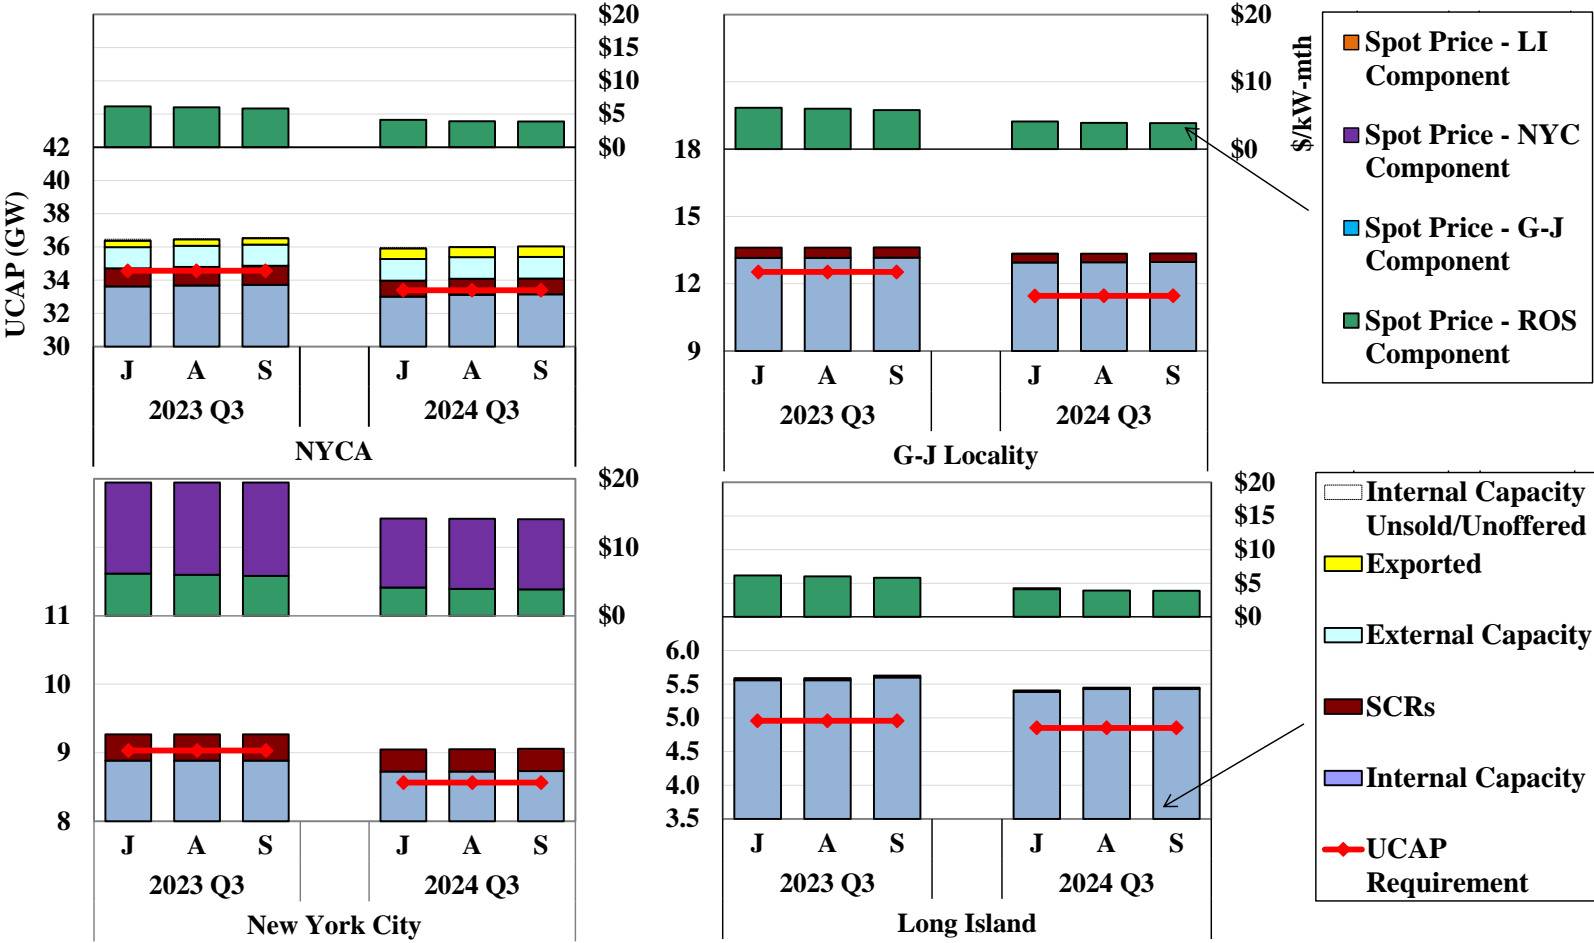 $20
$15
$10
$5
$0
42
40
38
36
34
32
30
UCAP (GW)
J A S J A S
2023 Q3 2024 Q3
NYCA
$20
$10
$0
$/kW-mth
18
15
12
9
J A S J A S
2023 Q3 2024 Q3
G-J Locality
Spot Price - LI
Component
Spot Price - NYC
Component
Spot Price - G-J
Component
Spot Price - ROS
Component
$20
$10
$0
11
10
9
8
J A S J A S
2023 Q3 2024 Q3
New York City
$20
$15
$10
$5
$0
6.0
5.5
5.0
4.5
4.0
3.5
J A S J A S
2023 Q3 2024 Q3
Long Island
Internal Capacity
Unsold/Unoffered
Exported
External Capacity
SCRs
Internal Capacity
UCAP
Requirement